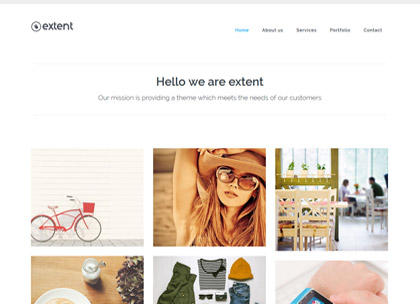 extent
Home
About us
Services
Portfolio
Contact
Hello we are extent
Our mission is providing a theme which meets the needs of our customers